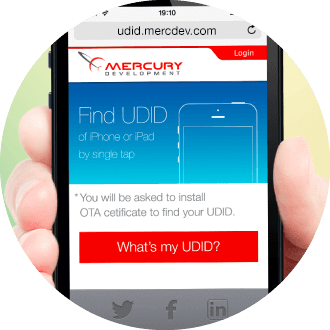 19:10
udid.mercdev.com
Login
MERCURY
DEVELOPMENT
Find UDID
of iPhone or iPad
by single tap
*You will be asked to install
OTA cetificate to find your UDID.
What's my UDID?